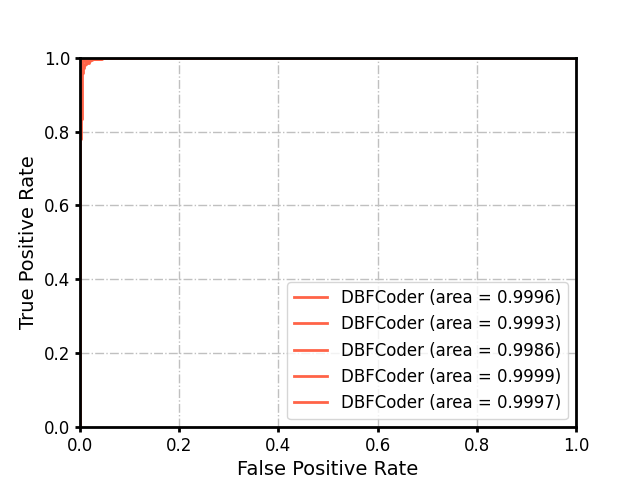 1.0
0.8
0.6
0.4
0.2
0.0
True Positive Rate
DBFCoder (area = 0.9996)
DBFCoder (area = 0.9993)
DBFCoder (area = 0.9986)
DBFCoder (area = 0.9999)
DBFCoder (area = 0.9997)
0.0 0.2 0.4 0.6 0.8 1.0
False Positive Rate